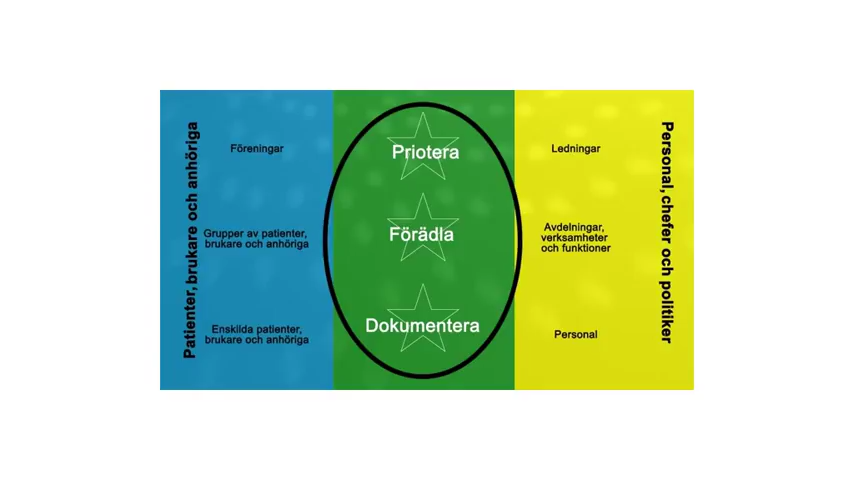 Patienter, brukare och anhöriga
Föreningar
Grupper av patienter,
brukare och anhöriga
Enskilda patienter,
brukare och anhöriga
Priotera
Förädla
Dokumentera
Ledningar
Avdelningar,
verksamheter
och funktioner
Personal
Personal, chefer och politiker